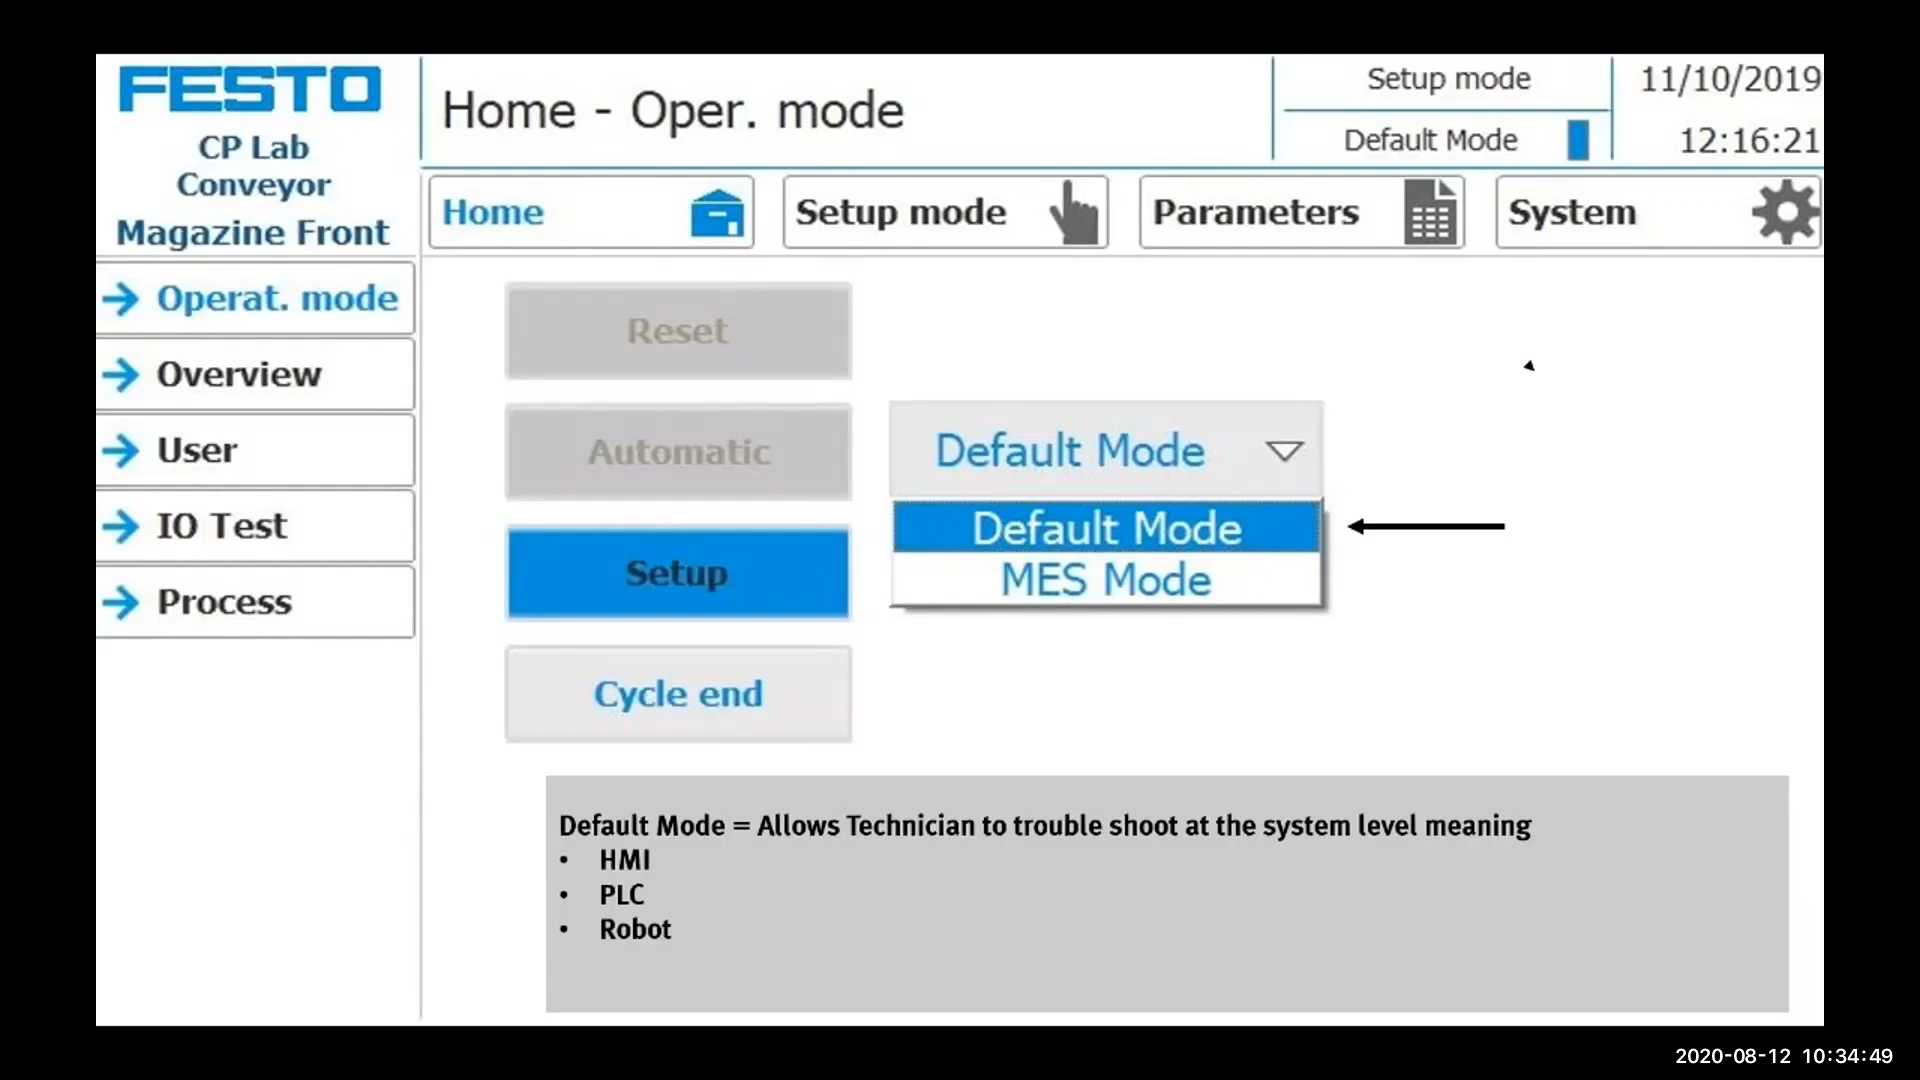 FESTO
CP Lab
Conveyor
Magazine Front
Home - Oper. mode
Setup mode
Default Mode
11/10/2019
12:16:21
Home
Setup mode
Parameters
System
Operat. mode
Overview
User
IO Test
Process
Reset
Automatic
Setup
Cycle end
Default Mode
Default Mode
MES Mode
Default Mode = Allows Technician to trouble shoot at the system level meaning
• HMI
• PLC
• Robot
2020-08-12 10:34:49